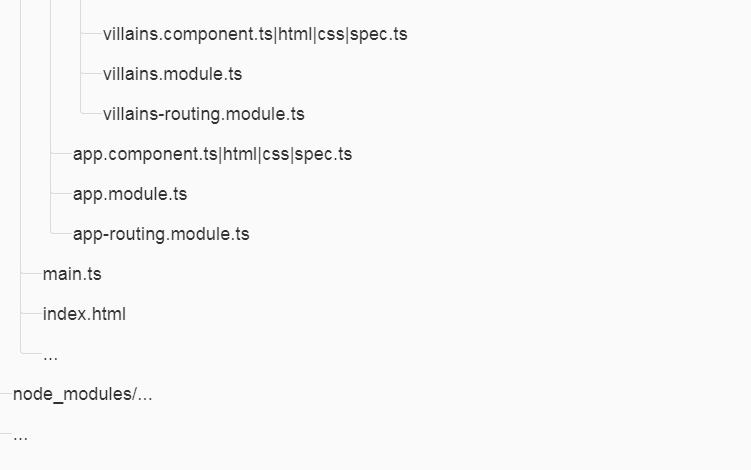 villains.component.ts|html|css|spec.ts
villains.module.ts
villains-routing.module.ts
app.component.ts|html|css|spec.ts
app.module.ts
app-routing.module.ts
main.ts
index.html
...
node_modules/...
...